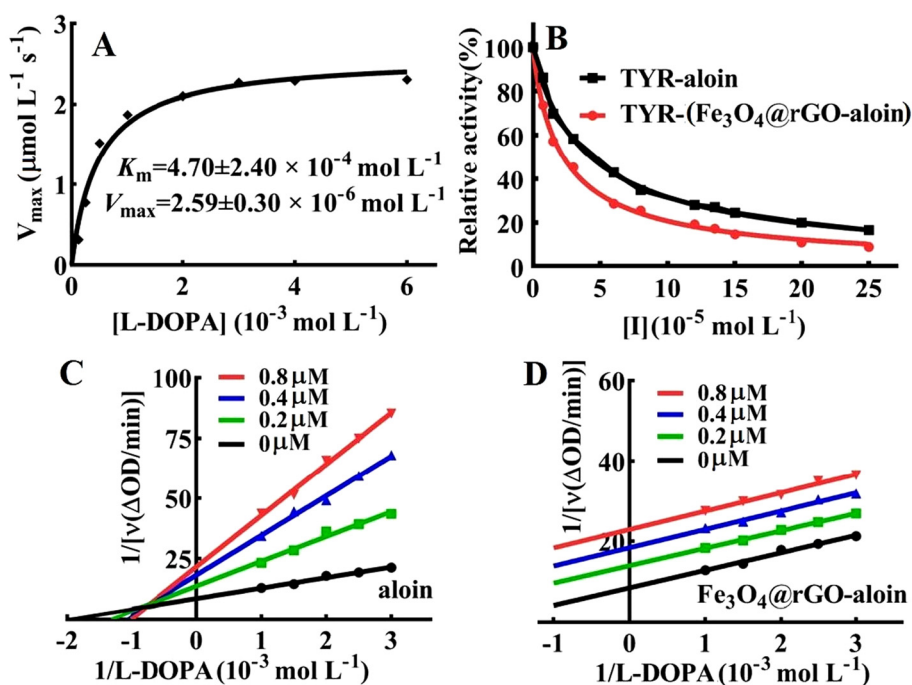 A
V_max (μmol L⁻¹ s⁻¹)
3
2
1
0
K_m=4.70±2.40 × 10⁻⁴ mol L⁻¹
V_max=2.59±0.30 × 10⁻⁶ mol L⁻¹
0 2 4 6
[L-DOPA] (10⁻³ mol L⁻¹)
B
Relative activity(%)
100
80
60
40
20
0
TYR-aloin
TYR-(Fe₃O₄@rGO-aloin)
0 5 10 15 20 25
[I](10⁻⁵ mol L⁻¹)
C
1/[v(ΔOD/min)]
100
75
50
25
0.8 μM
0.4 μM
0.2 μM
0 μM
aloin
-2 -1 0 1 2 3
1/L-DOPA (10⁻³ mol L⁻¹)
D
1/[v(ΔOD/min)]
60
40
20
0.8 μM
0.4 μM
0.2 μM
0 μM
Fe₃O₄@rGO-aloin
-1 0 1 2 3
1/L-DOPA (10⁻³ mol L⁻¹)